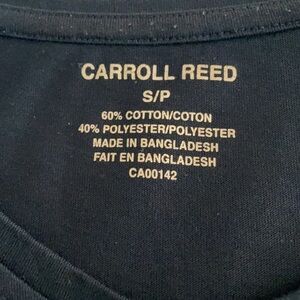 CARROLL REED
S/P
60% COTTON/COTON
40% POLYESTER/POLYESTER
MADE IN BANGLADESH
FAIT EN BANGLADESH
CA00142